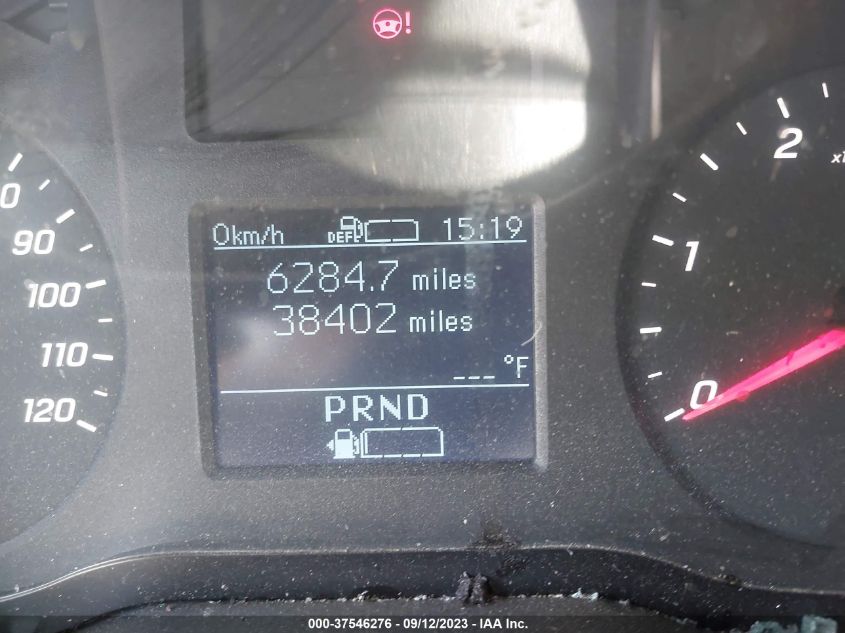 !
2
x1
0
90
0km/h DEF 15:19
1
6284.7 miles
100
38402 miles
110
--- °F
0
120
PRND
000-37546276 - 09/12/2023 - IAA Inc.